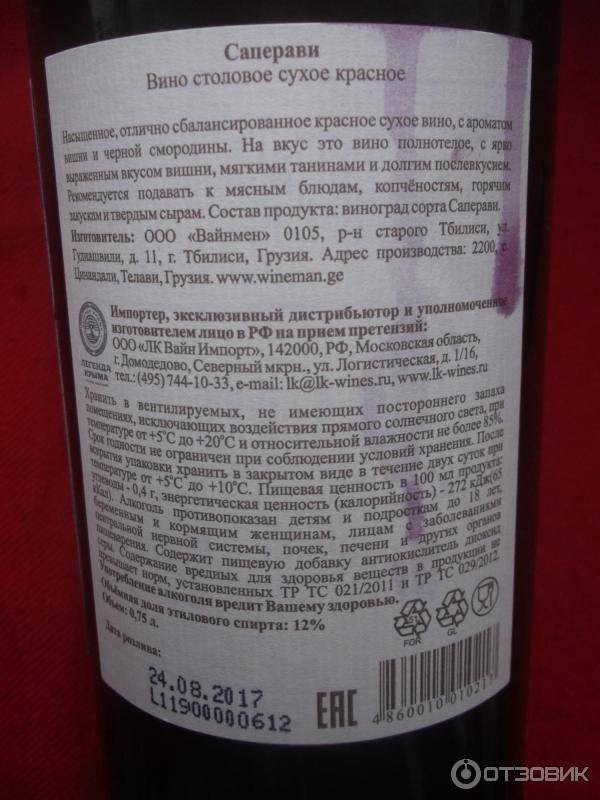 Саперави
Вино столовое сухое красное
Насыщенное, отлично сбалансированное красное сухое вино, с ароматом
вишни и черной смородины. На вкус это вино полнотелое, с ярко
выраженным вкусом вишни, мягкими танинами и долгим послевкусием.
Рекомендуется подавать к мясным блюдам, копчёностям, горячим
закускам и твердым сырам. Состав продукта: виноград сорта Саперави.
Изготовитель: ООО «Вайнмен» 0105, р-н старого Тбилиси, ул.
Гудиашвили, д. 11, г. Тбилиси, Грузия. Адрес производства: 2200, с.
Цинандали, Телави, Грузия. www.wineman.ge
Импортер, эксклюзивный дистрибьютор и уполномоченное
изготовителем лицо в РФ на прием претензий:
ООО «ЛК Вайн Импорт», 142000, РФ, Московская область,
г. Домодедово, Северный мкрн., ул. Логистическая, д. 1/16,
тел.: (495) 744-10-33, e-mail: lk@lk-wines.ru, www.lk-wines.ru
ЛЕГЕНДА
КРЫМА
Хранить в вентилируемых, не имеющих постороннего запаха
помещениях, исключающих воздействия прямого солнечного света, при
температуре от +5°С до +20°С и относительной влажности не более 85%.
Срок годности не ограничен при соблюдении условий хранения. После
вскрытия упаковки хранить в закрытом виде в течение двух суток при
температуре от +5°С до +10°С. Пищевая ценность в 100 мл продукта:
углеводы - 0,4 г, энергетическая ценность (калорийность) - 272 кДж(65
кКал). Алкоголь противопоказан детям и подросткам до 18 лет,
беременным и кормящим женщинам, лицам с заболеваниями
центральной нервной системы, почек, печени и других органов
пищеварения. Содержит пищевую добавку антиокислитель диоксид
серы. Содержание вредных для здоровья веществ в продукции не
превышает норм, установленных ТР ТС 021/2011 и ТР ТС 029/2012.
Употребление алкоголя вредит Вашему здоровью.
Объёмная доля этилового спирта: 12%
Объем: 0,75 л.
Дата розлива:
24.08.2017
L11900000612
EAC
FOR
GL
4 860010 01021
ОТЗОВИК